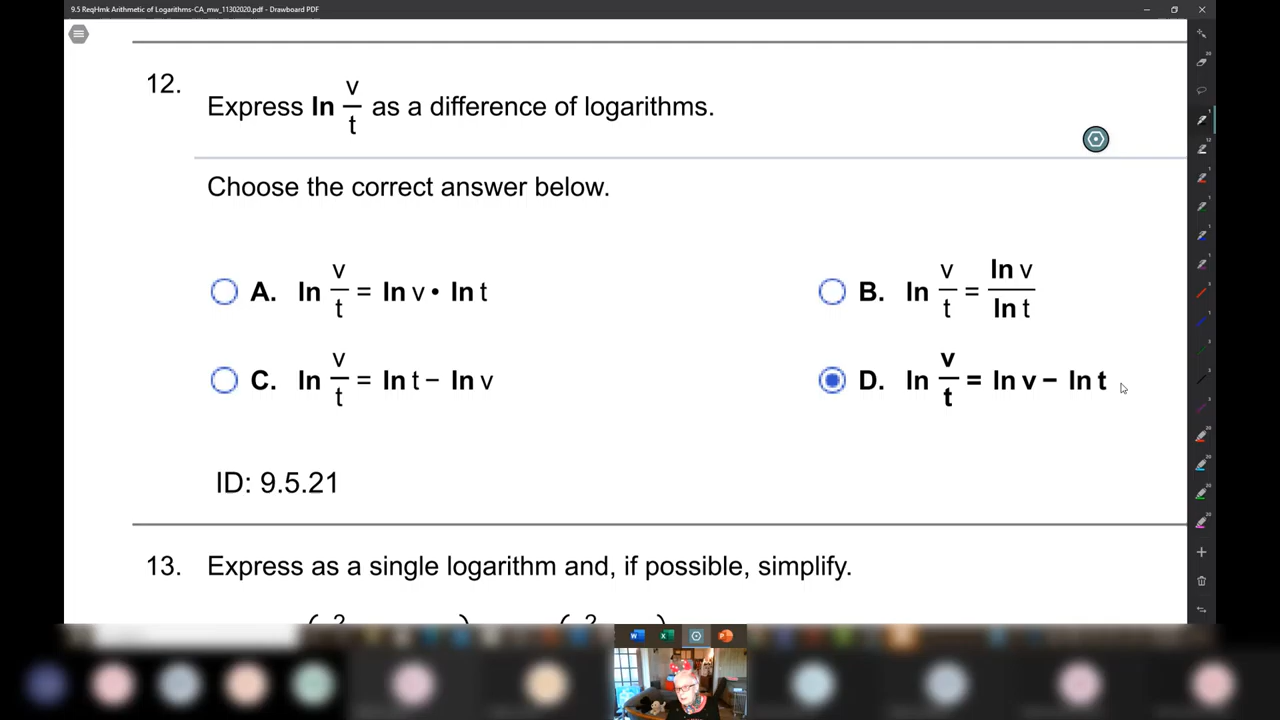 9.5 ReqHmk Arithmetic of Logarithms-CA_mw_11302020.pdf - Drawboard PDF
12.
Express ln v/t as a difference of logarithms.
Choose the correct answer below.
A. ln v/t = ln v • ln t
B. ln v/t = ln v/ln t
C. ln v/t = ln t − ln v
D. ln v/t = ln v − ln t
ID: 9.5.21
13. Express as a single logarithm and, if possible, simplify.